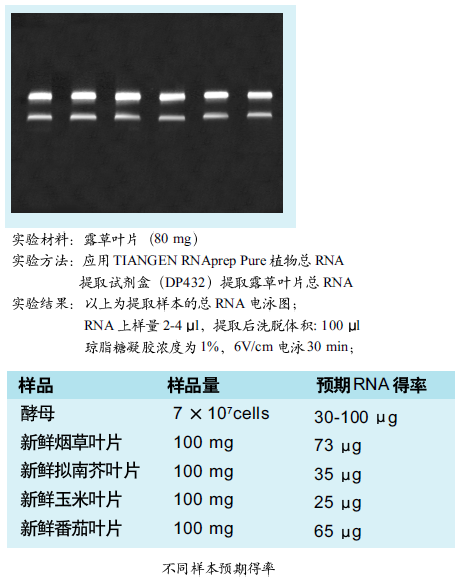 实验材料：露草叶片 (80 mg)
实验方法：应用 TIANGEN RNAprep Pure 植物总 RNA
提取试剂盒（DP432）提取露草叶片总 RNA
实验结果：以上为提取样本的总 RNA 电泳图；
RNA 上样量 2-4 μl，提取后洗脱体积: 100 μl
琼脂糖凝胶浓度为 1%，6V/cm 电泳 30 min；
样品 样品量 预期RNA 得率
酵母 7 × 10⁷cells 30-100 μg
新鲜烟草叶片 100 mg 73 μg
新鲜拟南芥叶片 100 mg 35 μg
新鲜玉米叶片 100 mg 25 μg
新鲜番茄叶片 100 mg 65 μg
不同样本预期得率